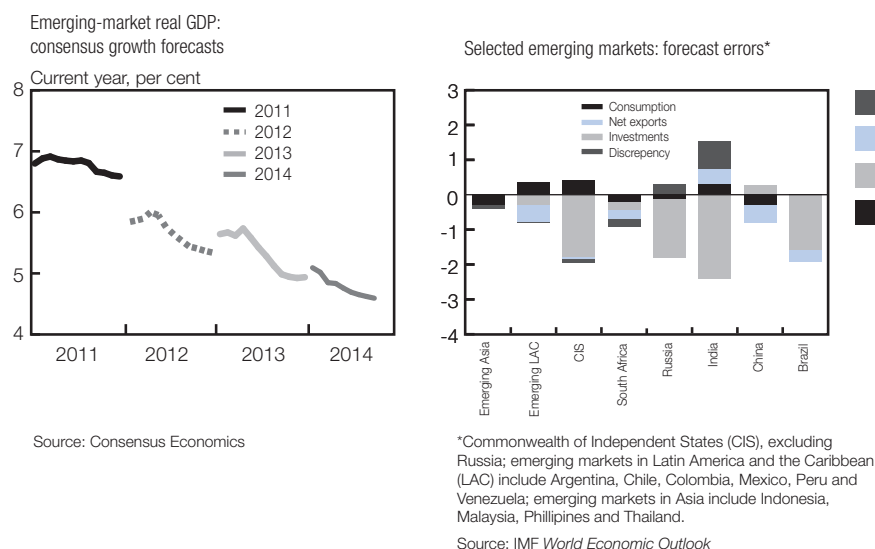 Emerging-market real GDP:
consensus growth forecasts
Current year, per cent
8
7
6
5
4
2011
2012
2013
2014
2011
2012
2013
2014
Source: Consensus Economics
Selected emerging markets: forecast errors*
3
2
1
0
-1
-2
-3
-4
Consumption
Net exports
Investments
Discrepency
Emerging Asia
Emerging LAC
CIS
South Africa
Russia
India
China
Brazil
*Commonwealth of Independent States (CIS), excluding
Russia; emerging markets in Latin America and the Caribbean
(LAC) include Argentina, Chile, Colombia, Mexico, Peru and
Venezuela; emerging markets in Asia include Indonesia,
Malaysia, Phillipines and Thailand.
Source: IMF World Economic Outlook